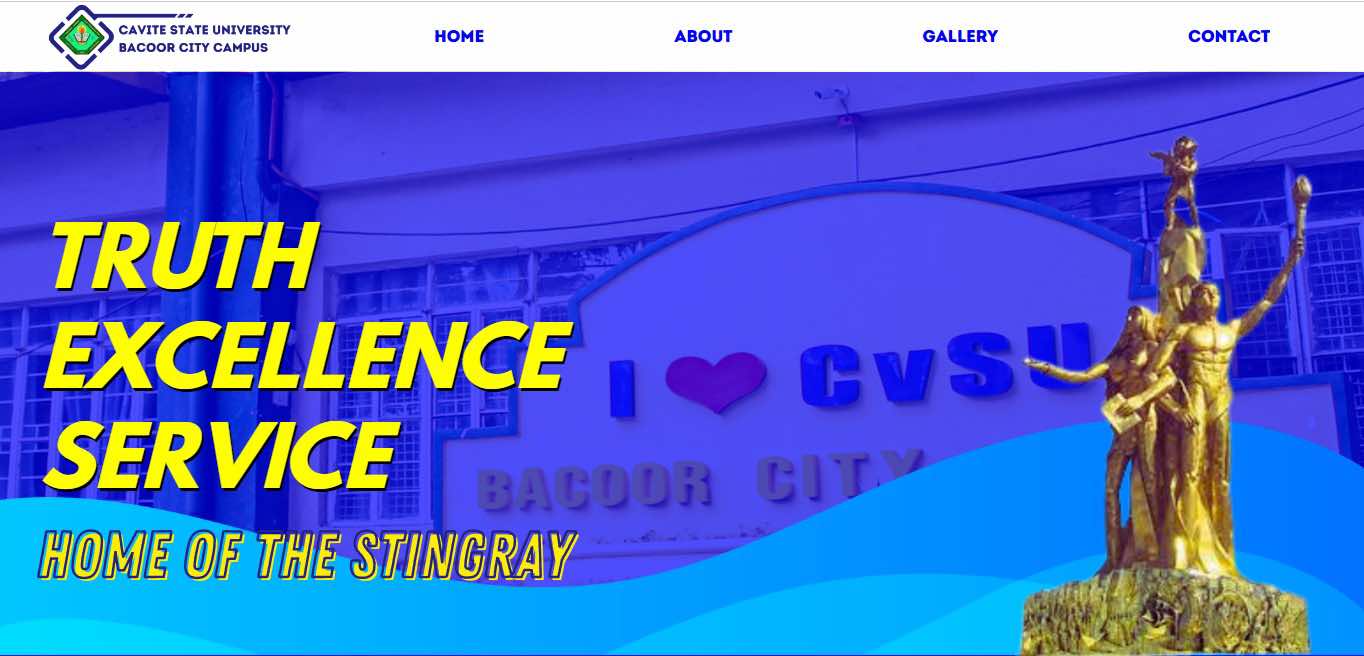 CAVITE STATE UNIVERSITY
BACOOR CITY CAMPUS
HOME
ABOUT
GALLERY
CONTACT
TRUTH
EXCELLENCE
SERVICE
HOME OF THE STINGRAY
I ❤ CvSU
BACOOR CITY